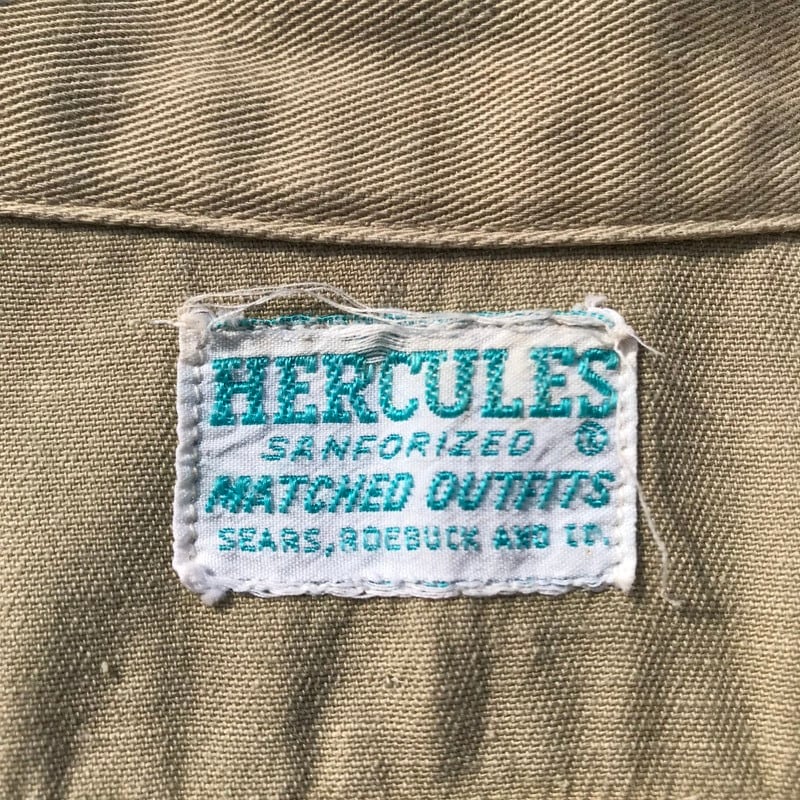 HERCULES
SANFORIZED ©
MATCHED OUTFITS
SEARS, ROEBUCK AND CO.